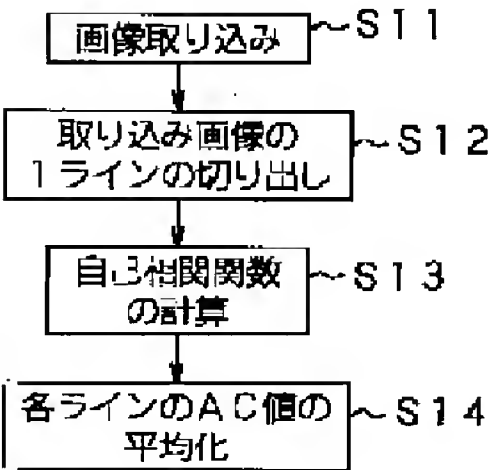 画像取り込み ~S11
取り込み画像の
1ラインの切り出し ~S12
自己相関関数
の計算 ~S13
各ラインのAC値の
平均化 ~S14